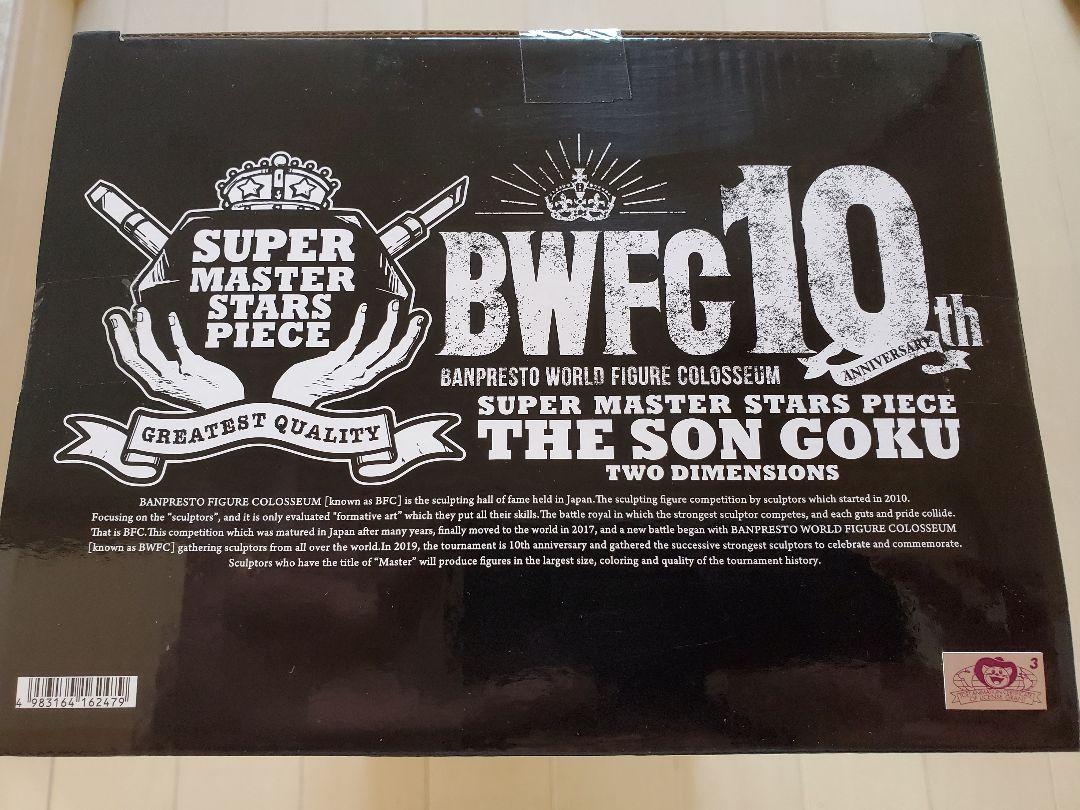 SUPER
MASTER
STARS
PIECE
GREATEST QUALITY
BWFC 10th
ANNIVERSARY
BANPRESTO WORLD FIGURE COLOSSEUM
SUPER MASTER STARS PIECE
THE SON GOKU
TWO DIMENSIONS
BANPRESTO FIGURE COLOSSEUM [known as BFC] is the sculpting hall of fame held in Japan.The sculpting figure competition by sculptors which started in 2010.
Focusing on the "sculptors", and it is only evaluated "formative art" which they put all their skills.The battle royal in which the strongest sculptor competes, and each guts and pride collide.
That is BFC.This competition which was matured in Japan after many years, finally moved to the world in 2017, and a new battle began with BANPRESTO WORLD FIGURE COLOSSEUM
[known as BWFC] gathering sculptors from all over the world.In 2019, the tournament is 10th anniversary and gathered the successive strongest sculptors to celebrate and commemorate.
Sculptors who have the title of "Master" will produce figures in the largest size, coloring and quality of the tournament history.
4 983164 162479
3